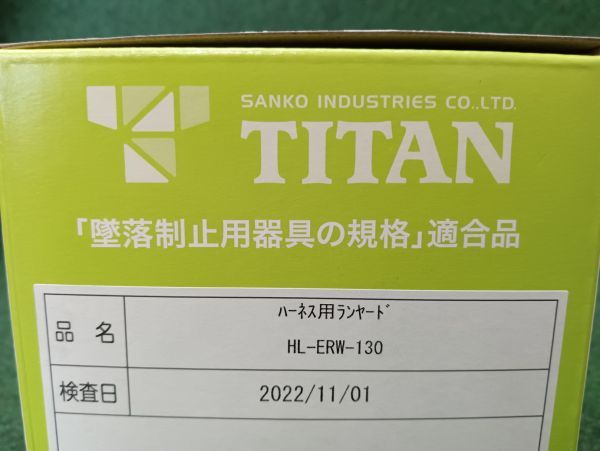 SANKO INDUSTRIES CO.,LTD.
TITAN
「墜落制止用器具の規格」適合品
品 名
ﾊｰﾈｽ用ﾗﾝﾔｰﾄﾞ
HL-ERW-130
検査日
2022/11/01